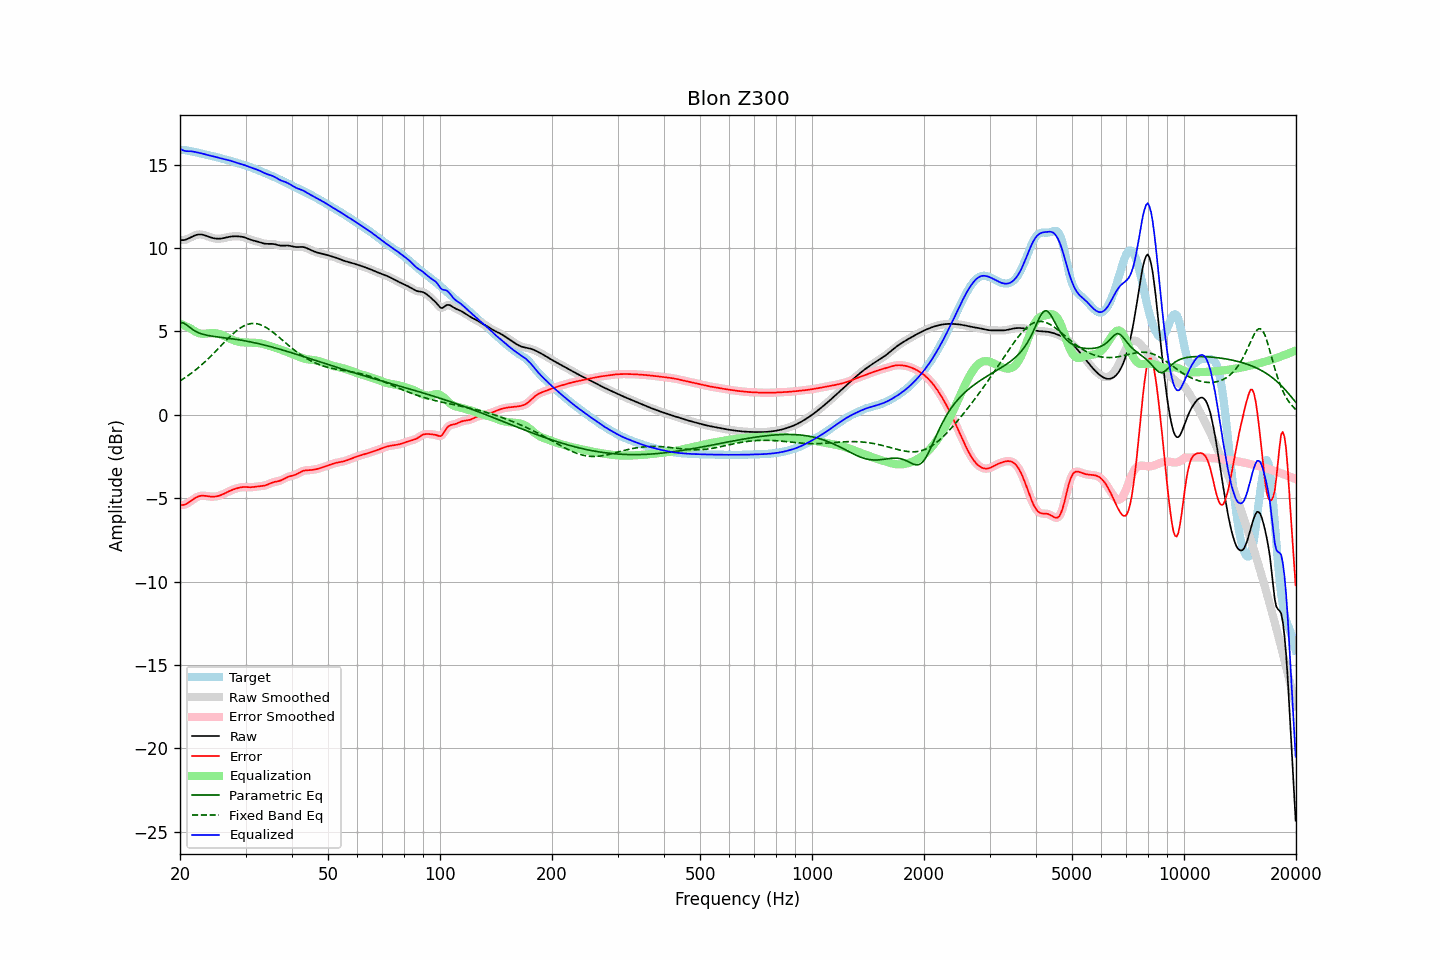 Blon Z300
15
10
5
0
−5
−10
−15
−20
−25
Amplitude (dBr)
Target
Raw Smoothed
Error Smoothed
Raw
Error
Equalization
Parametric Eq
Fixed Band Eq
Equalized
20 50 100 200 500 1000 2000 5000 10000 20000
Frequency (Hz)